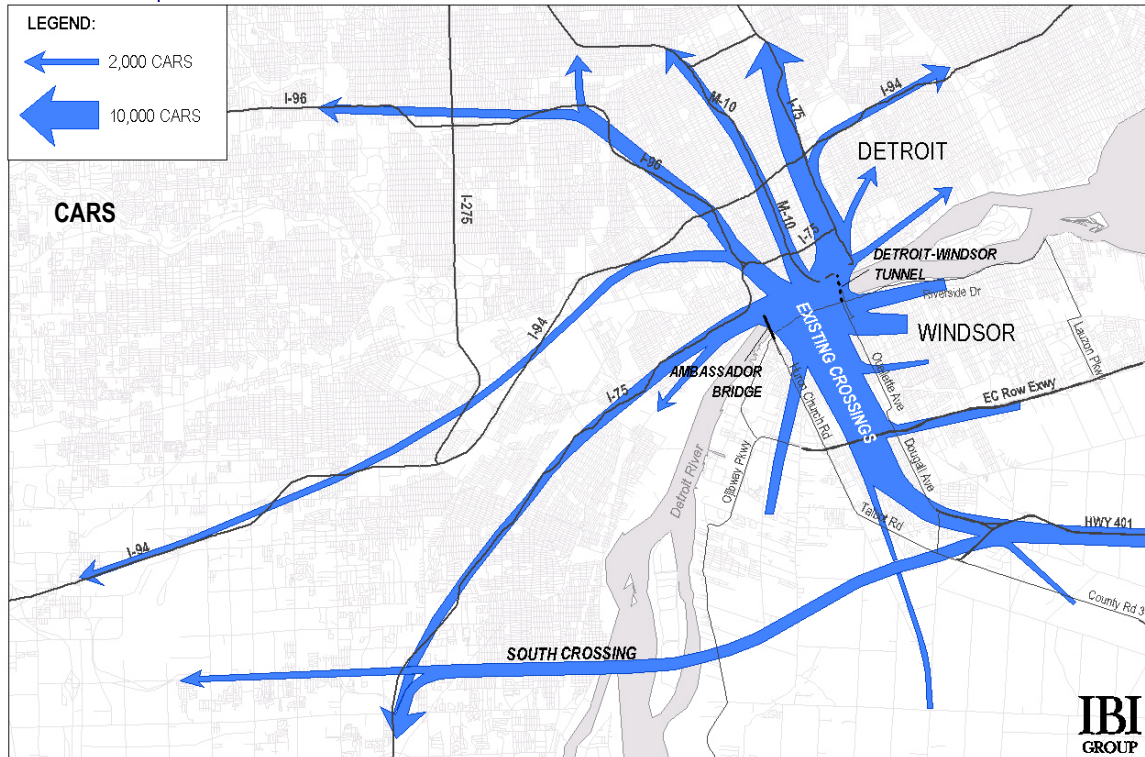 LEGEND:
2,000 CARS
10,000 CARS
CARS
I-96
I-275
I-96
M-10
M-10
I-75
I-94
I-75
DETROIT
DETROIT-WINDSOR
TUNNEL
Riverside Dr
WINDSOR
EXISTING CROSSINGS
AMBASSADOR
BRIDGE
Huron Church Rd
Ouellette Ave
Lauzon Pkwy
EC Row Exwy
Dougall Ave
I-94
I-75
Detroit River
Ojibway Pkwy
Talbot Rd
HWY 401
County Rd 3
I-94
SOUTH CROSSING
IBI
GROUP